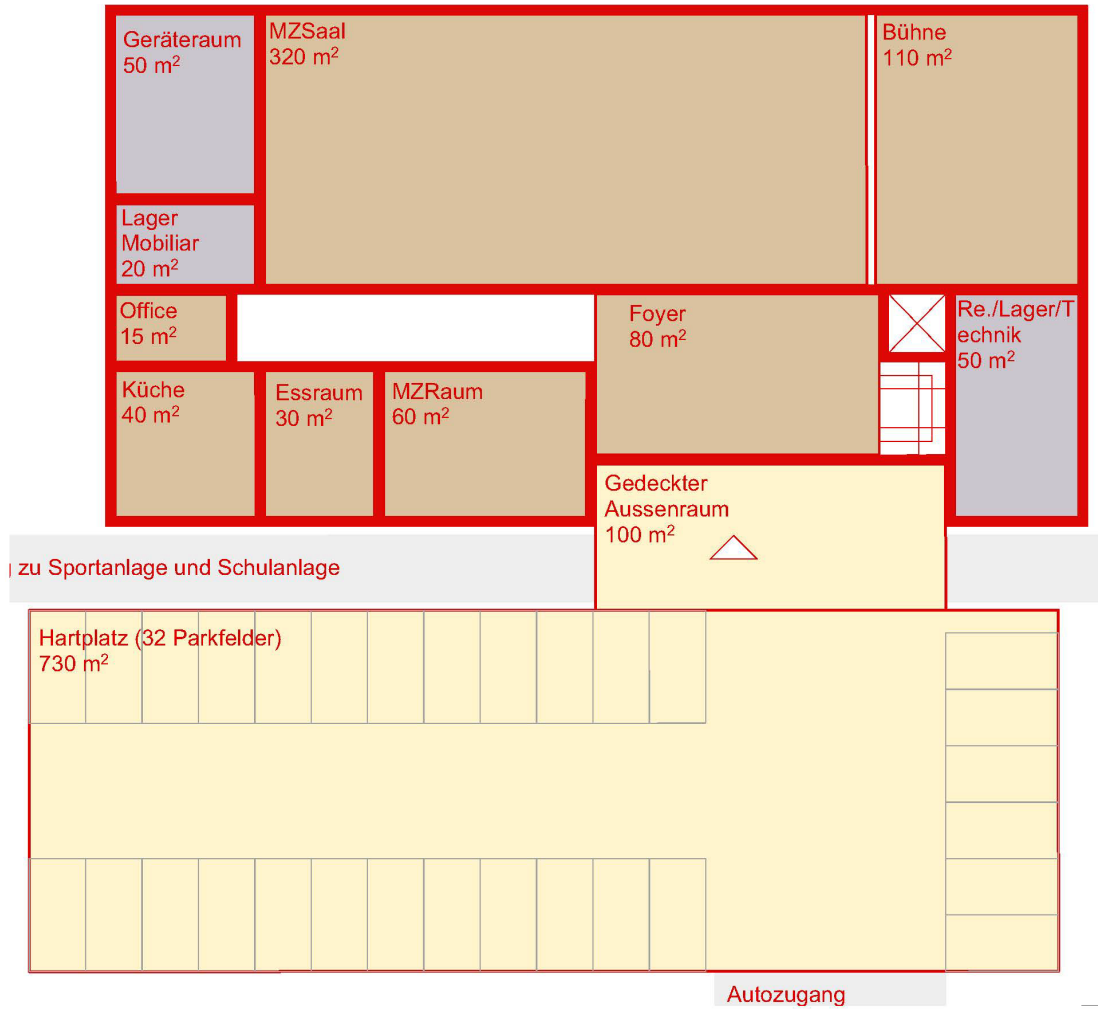 Geräteraum
50 m²
MZSaal
320 m²
Bühne
110 m²
Lager
Mobiliar
20 m²
Office
15 m²
Foyer
80 m²
Re./Lager/T
echnik
50 m²
Küche
40 m²
Essraum
30 m²
MZRaum
60 m²
Gedeckter
Aussenraum
100 m²
zu Sportanlage und Schulanlage
Hartplatz (32 Parkfelder)
730 m²
Autozugang